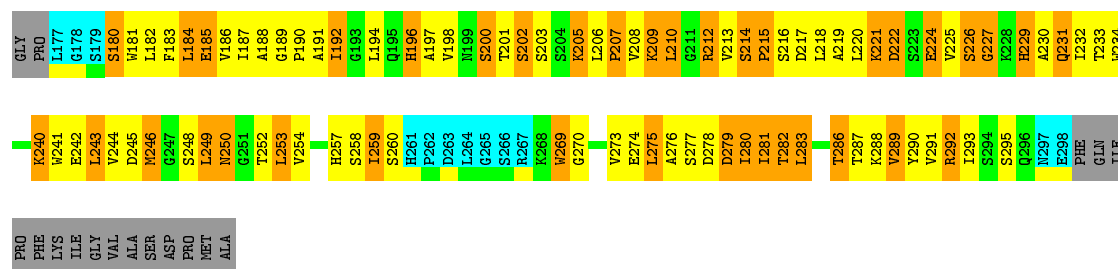 GLY PRO L177 G178 S179 S180 W181 L182 F183 L184 E185 V186 I187 A188 G189 P190 A191 I192 G193 L194 Q195 H196 A197 V198 N199 S200 T201 S202 S203 S204 K205 L206 P207 V208 K209 L210 G211 R212 V213 S214 P215 S216 D217 L218 A219 L220 K221 D222 S223 E224 V225 S226 G227 K228 H229 A230 Q231 I232 T233 W234
K240 W241 E242 L243 V244 D245 M246 G247 S248 L249 N250 G251 T252 L253 V254 H257 S258 I259 S260 H261 P262 D263 L264 G265 S266 R267 K268 W269 G270 V273 E274 L275 A276 S277 D278 D279 I280 I281 T282 L283 T286 T287 K288 V289 Y290 V291 R292 I293 S294 S295 Q296 N297 E298 PHE GLN ILE
PRO PHE LYS ILE GLY VAL ALA SER ASP PRO MET ALA